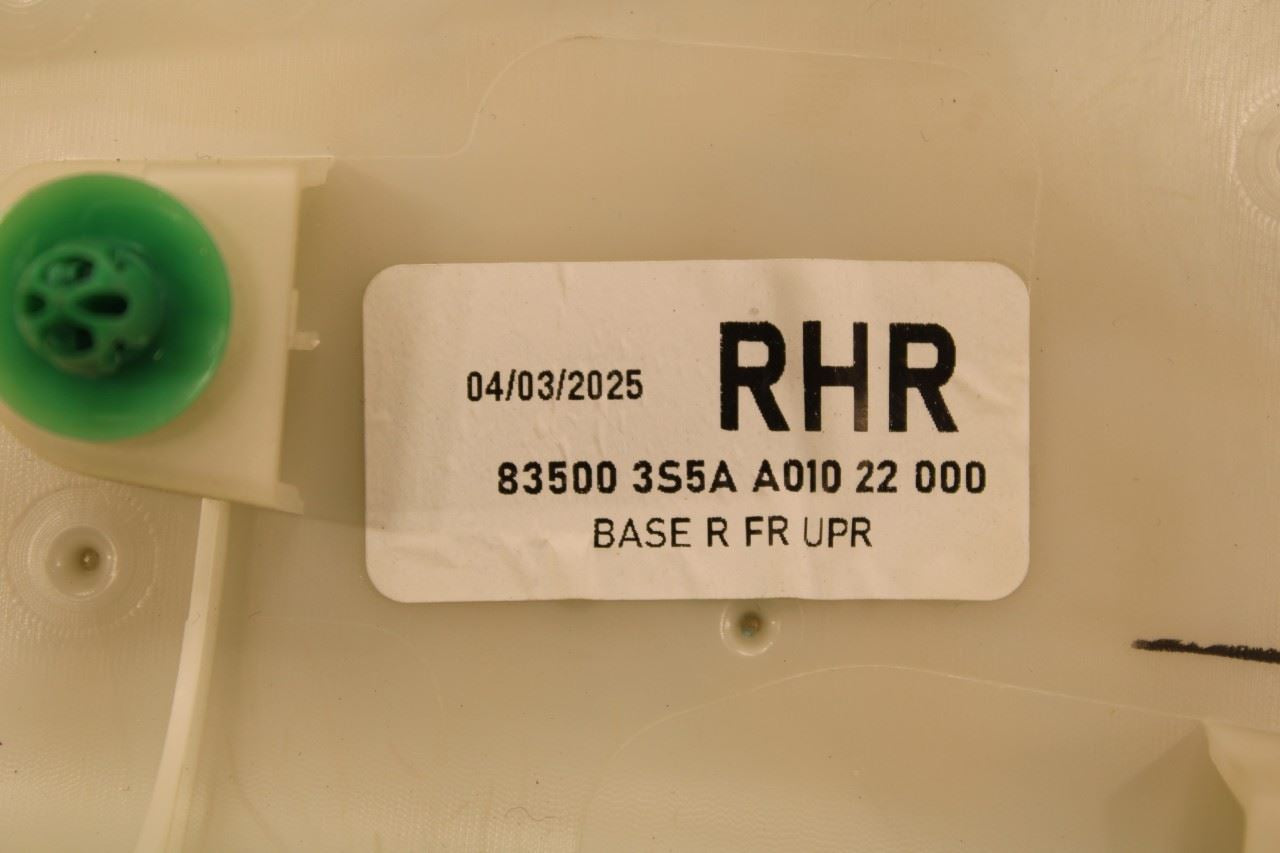 04/03/2025 RHR
83500 3S5A A010 22 000
BASE R FR UPR